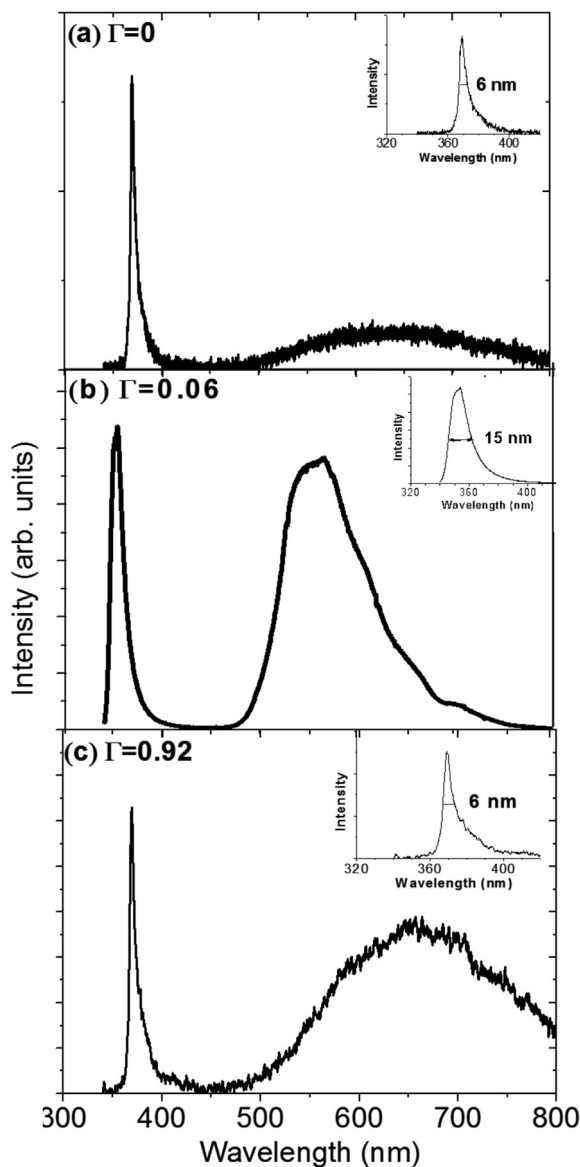 (a) Γ=0
Intensity
6 nm
320 360 400
Wavelength (nm)
(b) Γ=0.06
Intensity
15 nm
320 360 400
Wavelength (nm)
Intensity (arb. units)
(c) Γ=0.92
Intensity
6 nm
320 360 400
Wavelength (nm)
300 400 500 600 700 800
Wavelength (nm)